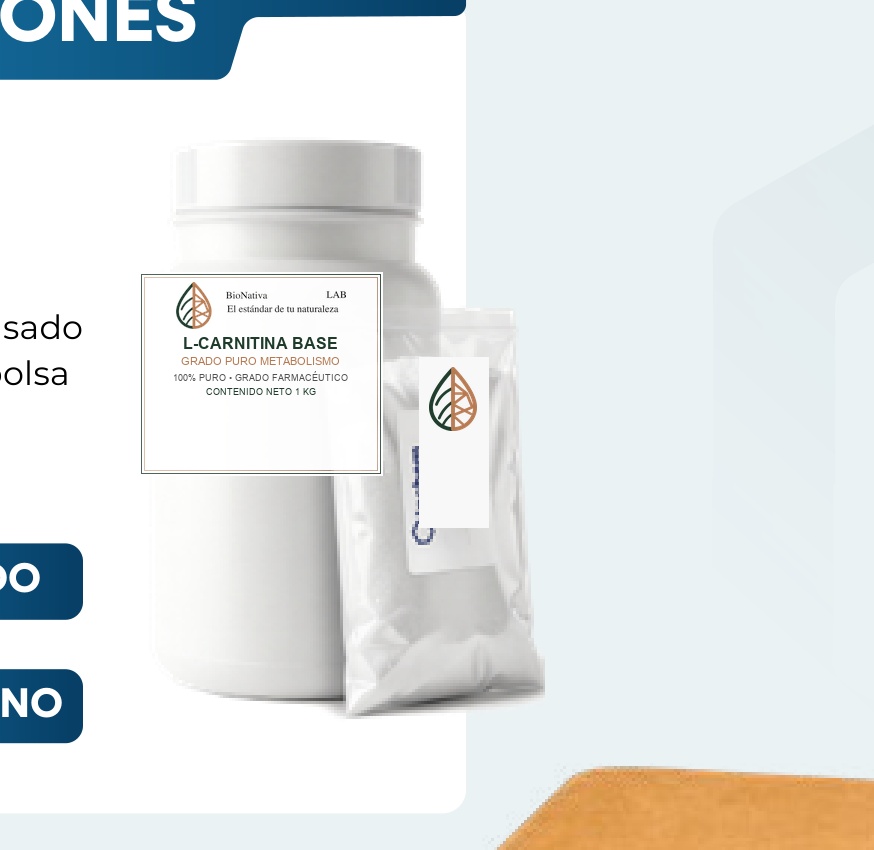 ONES
sado
bolsa
DO
NO
BioNativa LAB
El estándar de tu naturaleza
L-CARNITINA BASE
GRADO PURO METABOLISMO
100% PURO • GRADO FARMACÉUTICO
CONTENIDO NETO 1 KG